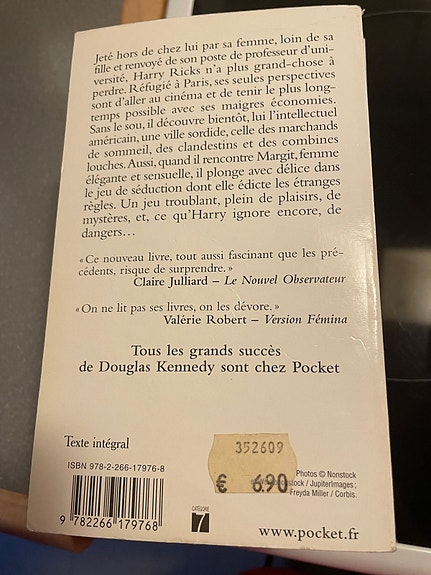 Jeté hors de chez lui par sa femme, loin de sa
fille et renvoyé de son poste de professeur d'uni-
versité, Harry Ricks n'a plus grand-chose à
perdre. Réfugié à Paris, ses seules perspectives
sont d'aller au cinéma et de tenir le plus long-
temps possible avec ses maigres économies.
Sans le sou, il découvre bientôt, lui l'intellectuel
américain, une ville sordide, celle des marchands
de sommeil, des clandestins et des combines
louches. Aussi, quand il rencontre Margit, femme
élégante et sensuelle, il plonge avec délice dans
le jeu de séduction dont elle édicte les étranges
règles. Un jeu troublant, plein de plaisirs, de
mystères, et, ce qu'Harry ignore encore, de
dangers…
« Ce nouveau livre, tout aussi fascinant que les pré-
cédents, risque de surprendre. »
Claire Julliard – Le Nouvel Observateur
« On ne lit pas ses livres, on les dévore. »
Valérie Robert – Version Fémina
Tous les grands succès
de Douglas Kennedy sont chez Pocket
Texte intégral
ISBN 978-2-266-17976-8
9 782266 179768
CATÉGORIE
7
352609
€ 6.90
Photos © Nonstock
stock / JupiterImages ;
Freyda Miller / Corbis.
www.pocket.fr